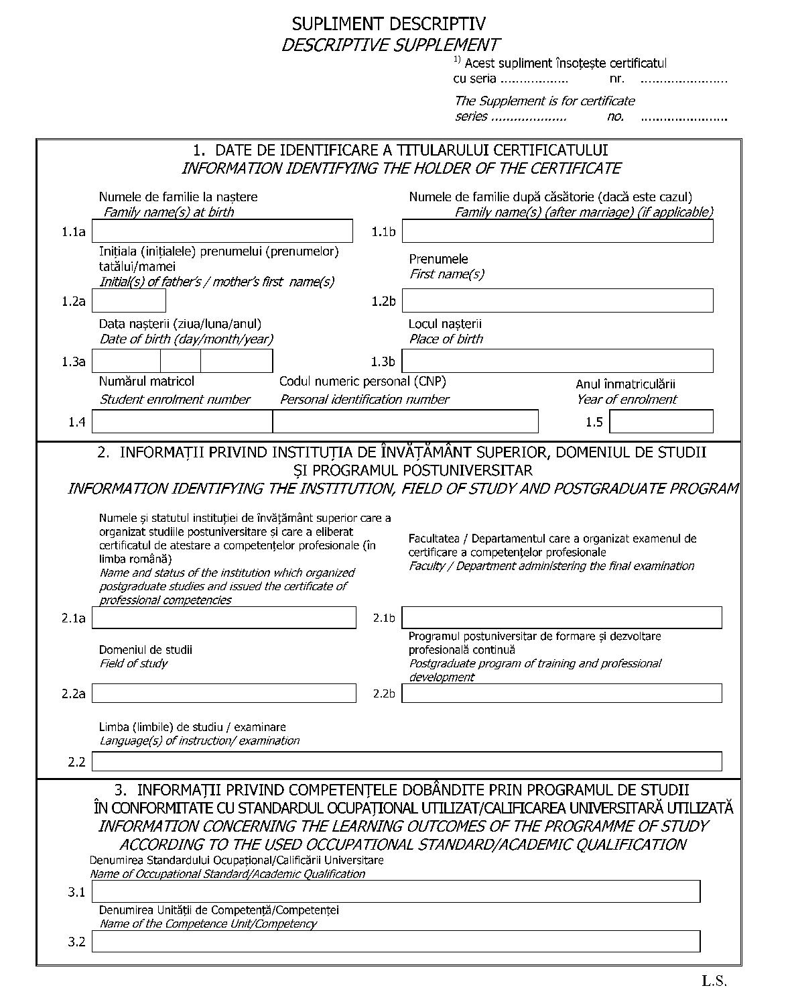 SUPLIMENT DESCRIPTIV
DESCRIPTIVE SUPPLEMENT
1) Acest supliment însoțește certificatul
cu seria .................. nr. .......................
The Supplement is for certificate
series .................... no. .......................
1. DATE DE IDENTIFICARE A TITULARULUI CERTIFICATULUI
INFORMATION IDENTIFYING THE HOLDER OF THE CERTIFICATE
Numele de familie la naștere
Family name(s) at birth
1.1a
Numele de familie după căsătorie (dacă este cazul)
Family name(s) (after marriage) (if applicable)
1.1b
Inițiala (inițialele) prenumelui (prenumelor)
tatălui/mamei
Initial(s) of father's / mother's first name(s)
1.2a
Prenumele
First name(s)
1.2b
Data nașterii (ziua/luna/anul)
Date of birth (day/month/year)
1.3a
Locul nașterii
Place of birth
1.3b
Numărul matricol
Student enrolment number
1.4
Codul numeric personal (CNP)
Personal identification number
Anul înmatriculării
Year of enrolment
1.5
2. INFORMAȚII PRIVIND INSTITUȚIA DE ÎNVĂȚĂMÂNT SUPERIOR, DOMENIUL DE STUDII
ȘI PROGRAMUL POSTUNIVERSITAR
INFORMATION IDENTIFYING THE INSTITUTION, FIELD OF STUDY AND POSTGRADUATE PROGRAM
Numele și statutul instituției de învățământ superior care a
organizat studiile postuniversitare și care a eliberat
certificatul de atestare a competențelor profesionale (în
limba română)
Name and status of the institution which organized
postgraduate studies and issued the certificate of
professional competencies
2.1a
Facultatea / Departamentul care a organizat examenul de
certificare a competențelor profesionale
Faculty / Department administering the final examination
2.1b
Domeniul de studii
Field of study
2.2a
Programul postuniversitar de formare și dezvoltare
profesională continuă
Postgraduate program of training and professional
development
2.2b
Limba (limbile) de studiu / examinare
Language(s) of instruction/ examination
2.2
3. INFORMAȚII PRIVIND COMPETENȚELE DOBÂNDITE PRIN PROGRAMUL DE STUDII
ÎN CONFORMITATE CU STANDARDUL OCUPAȚIONAL UTILIZAT/CALIFICAREA UNIVERSITARĂ UTILIZATĂ
INFORMATION CONCERNING THE LEARNING OUTCOMES OF THE PROGRAMME OF STUDY
ACCORDING TO THE USED OCCUPATIONAL STANDARD/ACADEMIC QUALIFICATION
Denumirea Standardului Ocupațional/Calificării Universitare
Name of Occupational Standard/Academic Qualification
3.1
Denumirea Unității de Competență/Competenței
Name of the Competence Unit/Competency
3.2
L.S.